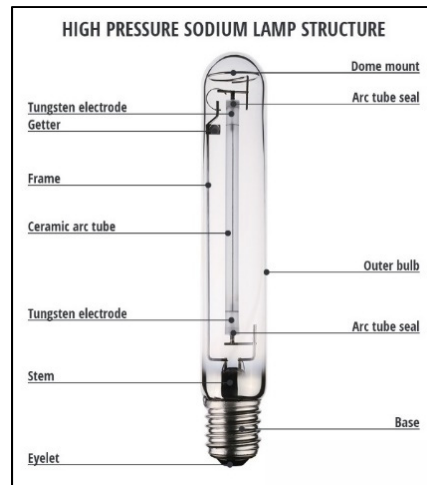 HIGH PRESSURE SODIUM LAMP STRUCTURE
Dome mount
Tungsten electrode
Arc tube seal
Getter
Frame
Ceramic arc tube
Outer bulb
Tungsten electrode
Arc tube seal
Stem
Base
Eyelet